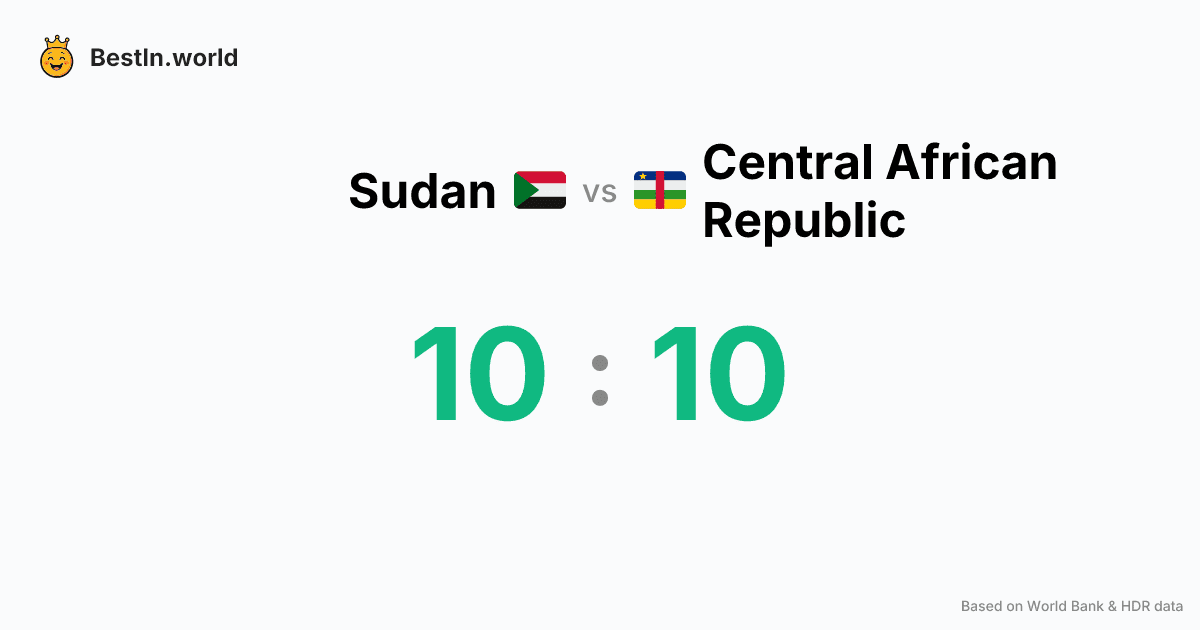 BestIn.world
Sudan vs Central African
Republic
10 : 10
Based on World Bank & HDR data